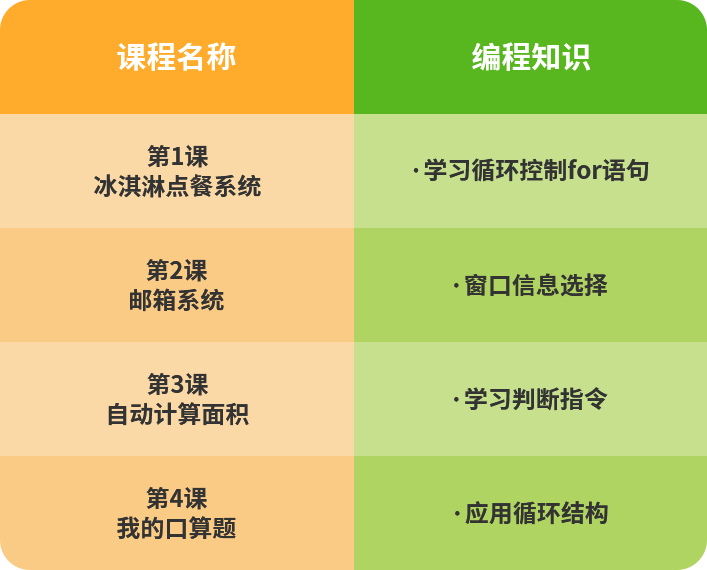 课程名称
编程知识
第1课
冰淇淋点餐系统
·学习循环控制for语句
第2课
邮箱系统
·窗口信息选择
第3课
自动计算面积
·学习判断指令
第4课
我的口算题
·应用循环结构